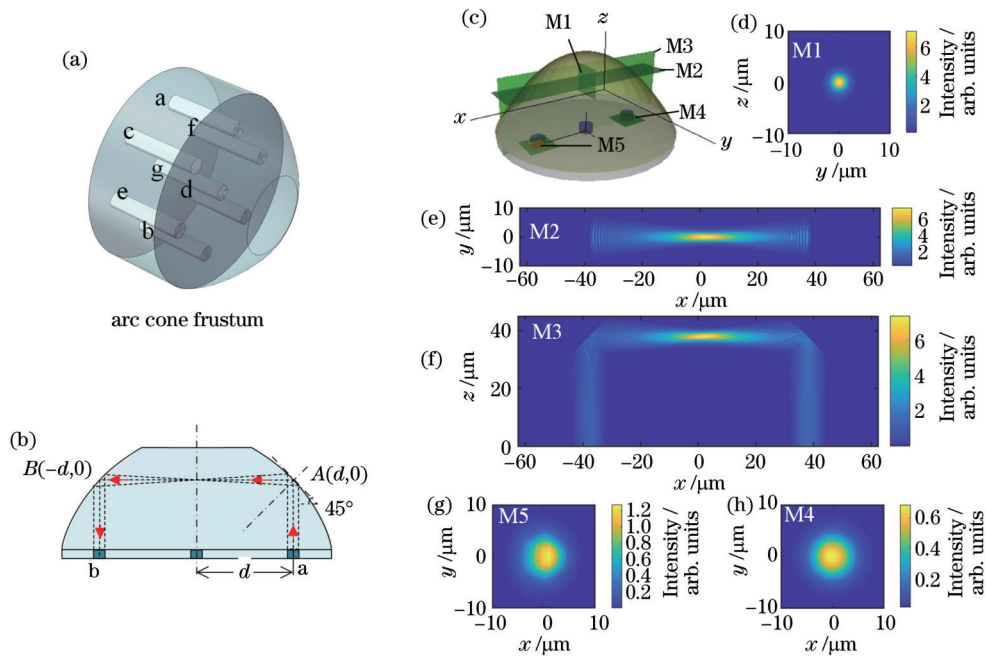 (a)
a
c
f
g
e
d
b
arc cone frustum
(b)
B(−d,0)
A(d,0)
45°
b
d
a
(c)
M1
z
M3
M2
x
M4
M5
y
(d)
M1
10
0
−10
z /μm
−10
0
10
y /μm
6
4
2
Intensity /
arb. units
(e)
M2
10
0
−10
y /μm
−60
−40
−20
0
20
40
60
x /μm
6
4
2
Intensity /
arb. units
(f)
M3
40
20
0
z /μm
−60
−40
−20
0
20
40
60
x /μm
6
4
2
Intensity /
arb. units
(g)
M5
10
0
−10
y /μm
−10
0
10
x /μm
1.2
1.0
0.8
0.6
0.4
0.2
Intensity /
arb. units
(h)
M4
10
0
−10
y /μm
−10
0
10
x /μm
0.6
0.4
0.2
Intensity /
arb. units